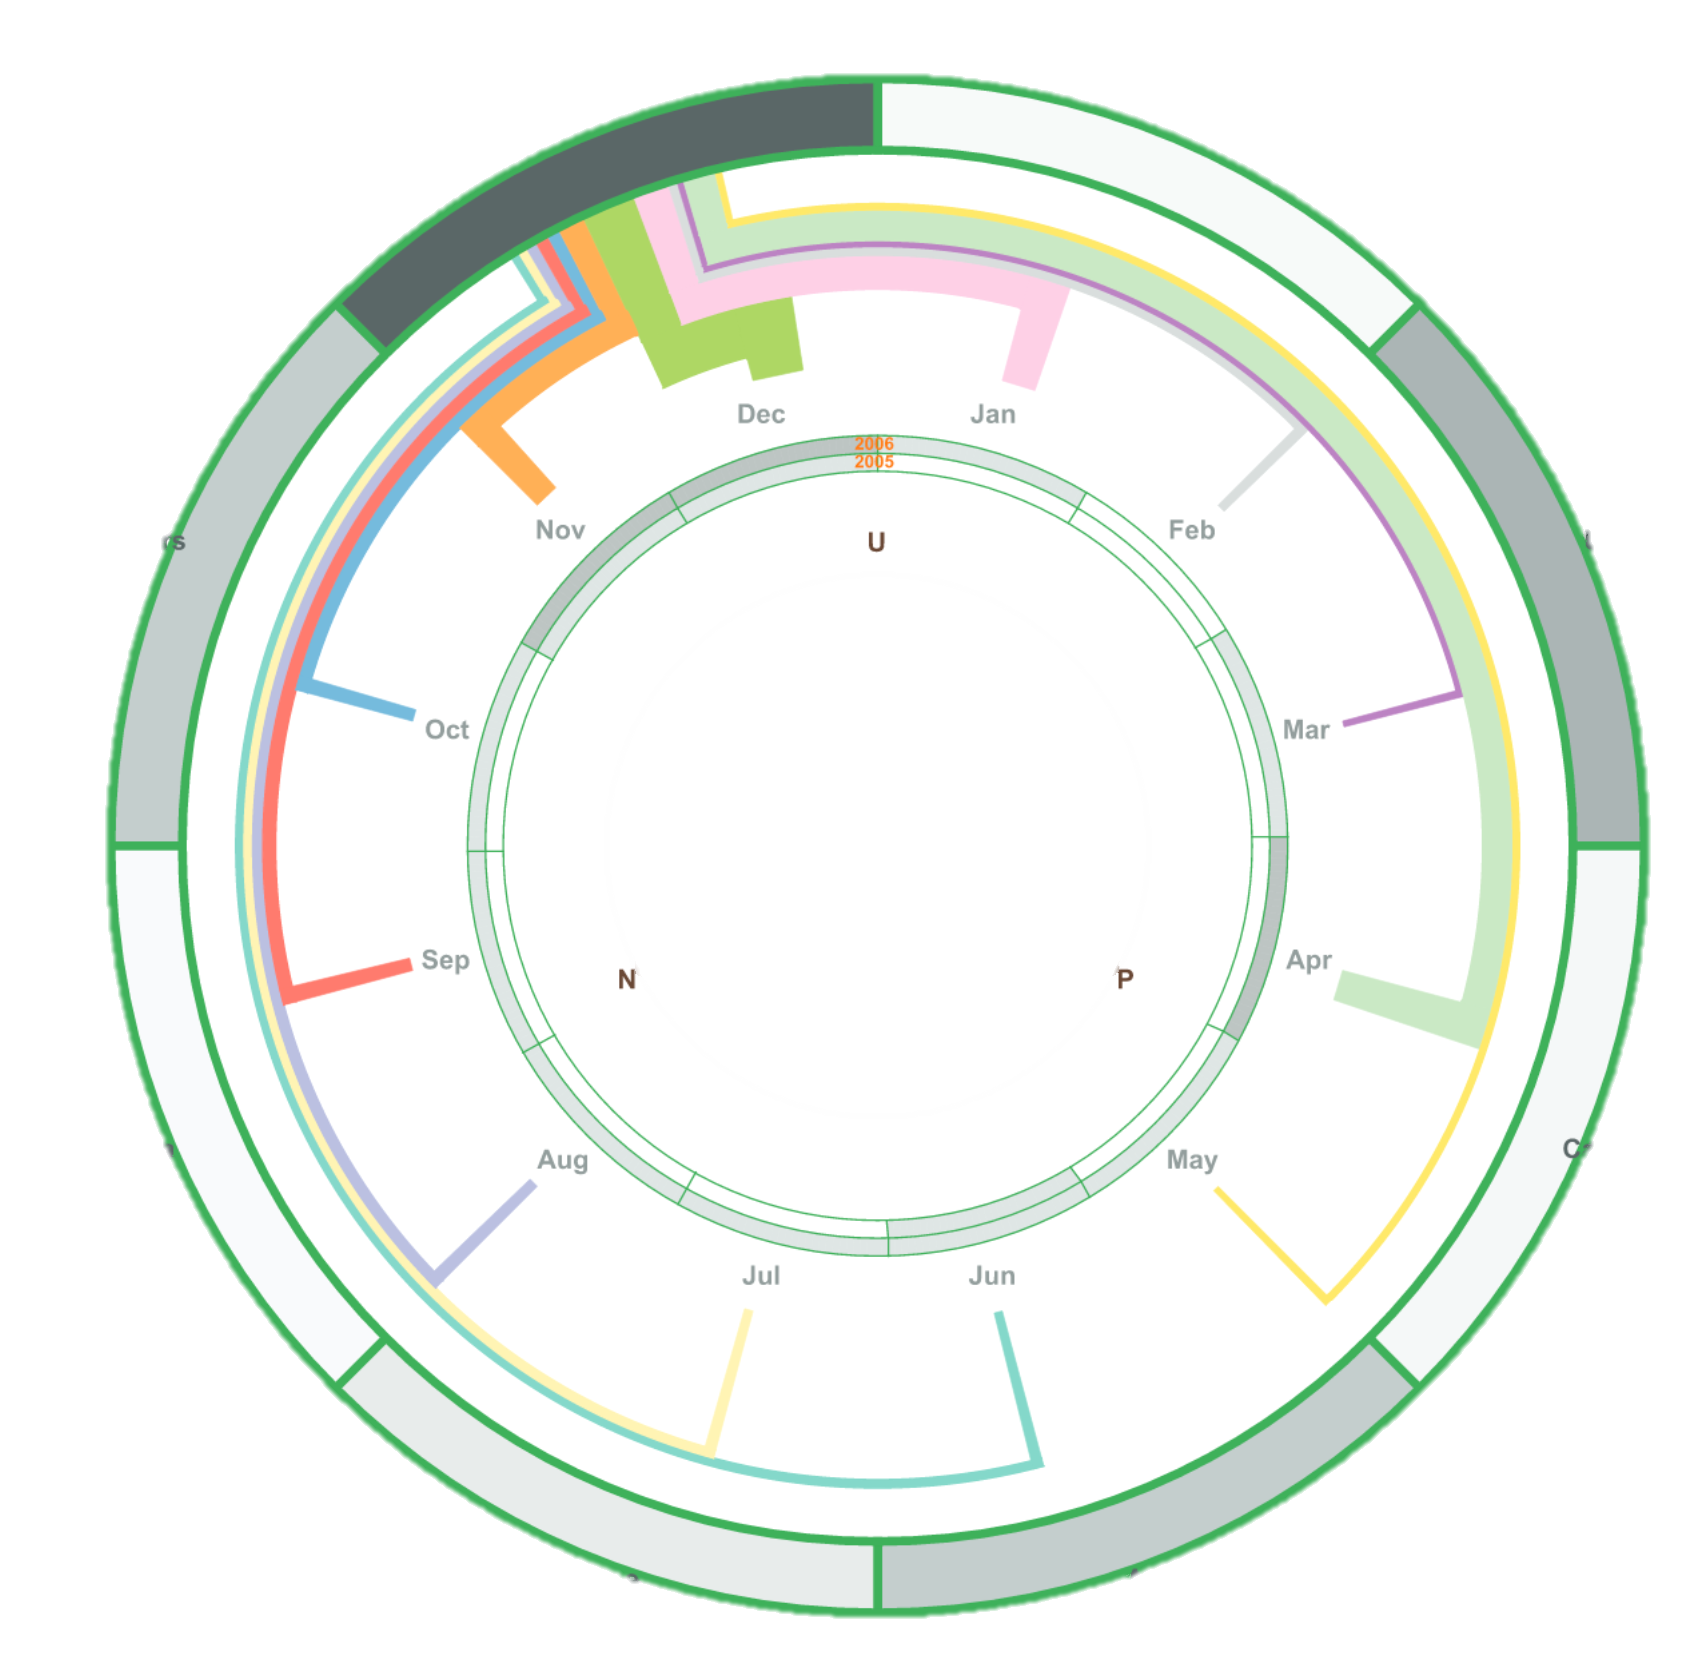 Dec
Jan
2006
2005
Nov
Feb
U
Oct
Mar
Sep
Apr
N
P
Aug
May
Jul
Jun